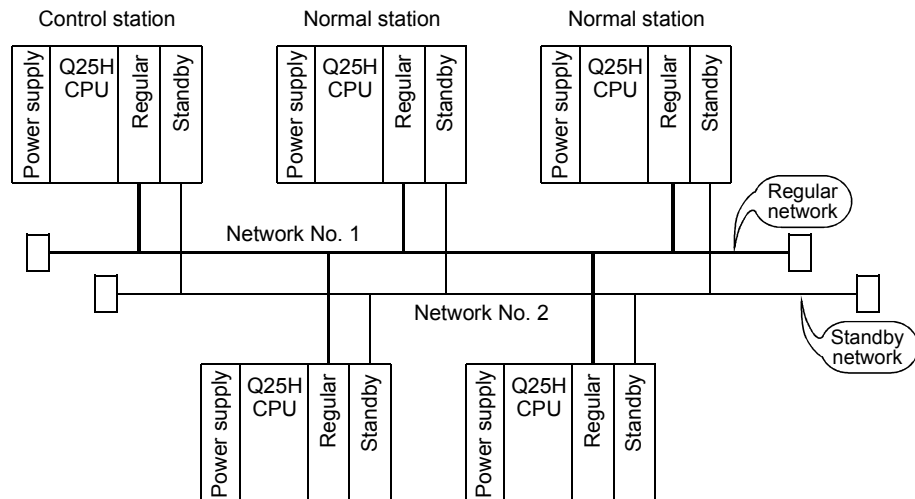 Control station
Normal station
Normal station
Power supply
Q25H
CPU
Regular
Standby
Power supply
Q25H
CPU
Regular
Standby
Power supply
Q25H
CPU
Regular
Standby
Regular
network
Network No. 1
Network No. 2
Standby
network
Power supply
Q25H
CPU
Regular
Standby
Power supply
Q25H
CPU
Regular
Standby